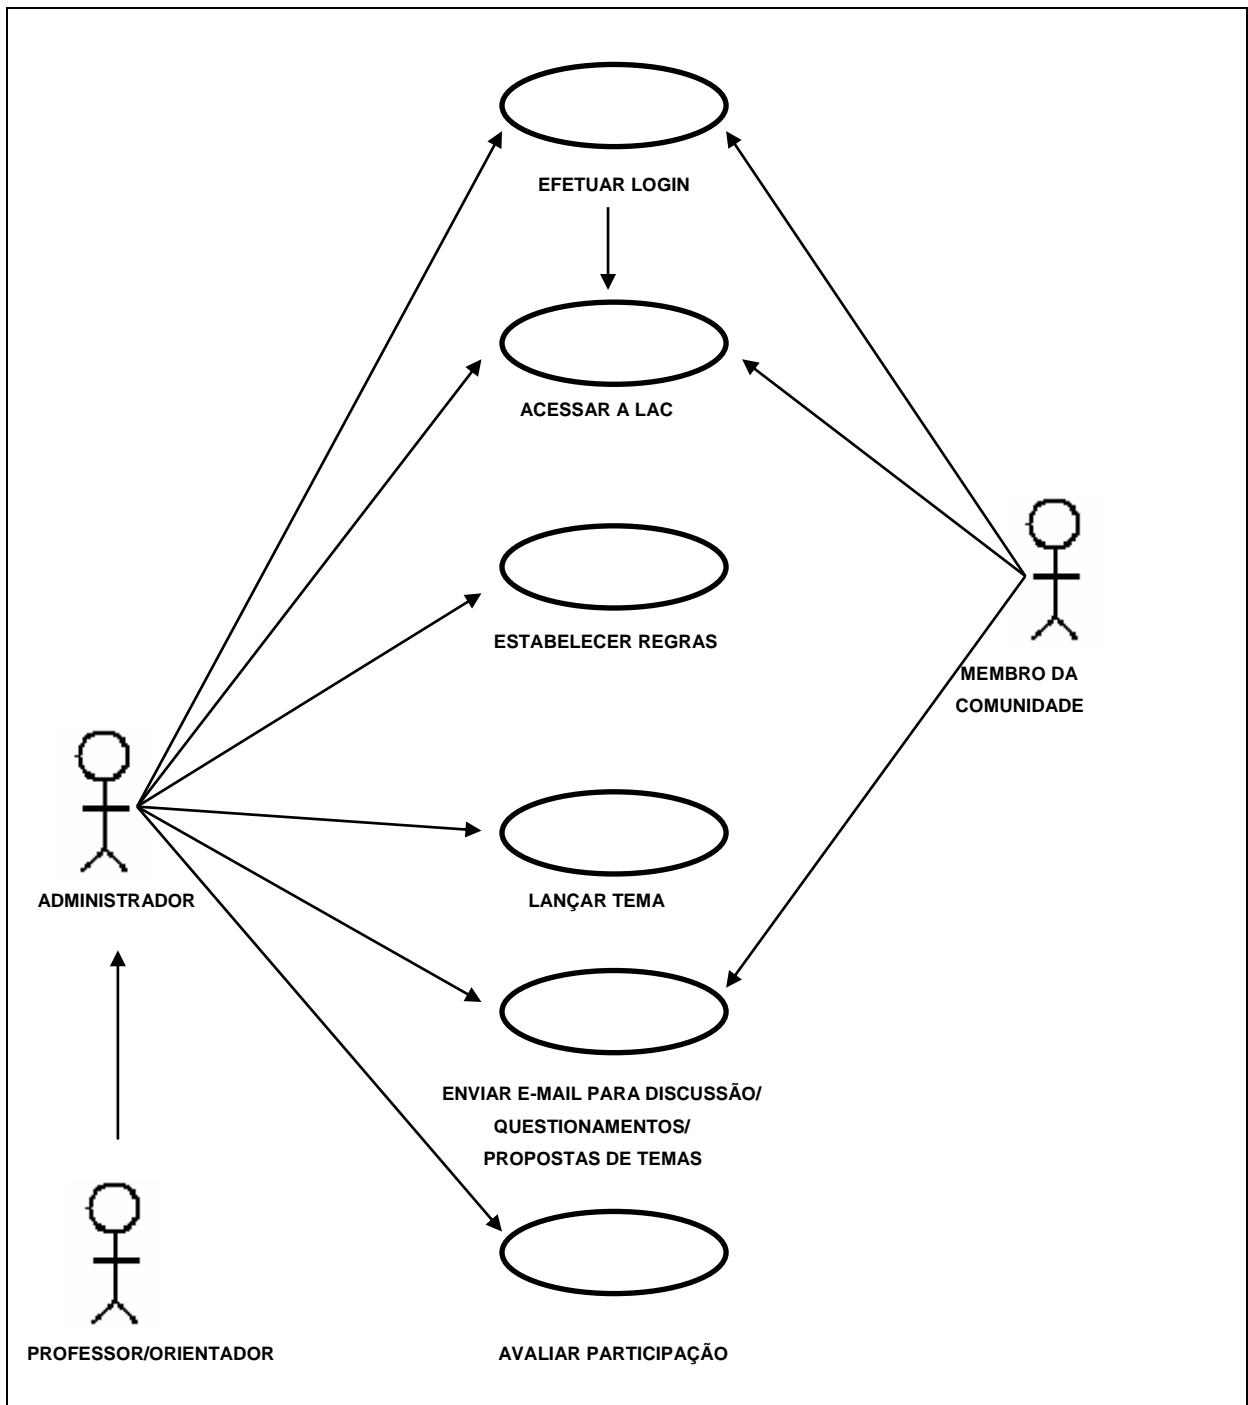 EFETUAR LOGIN
ACESSAR A LAC
ESTABELECER REGRAS
MEMBRO DA
COMUNIDADE
ADMINISTRADOR
LANÇAR TEMA
ENVIAR E-MAIL PARA DISCUSSÃO/
QUESTIONAMENTOS/
PROPOSTAS DE TEMAS
PROFESSOR/ORIENTADOR
AVALIAR PARTICIPAÇÃO